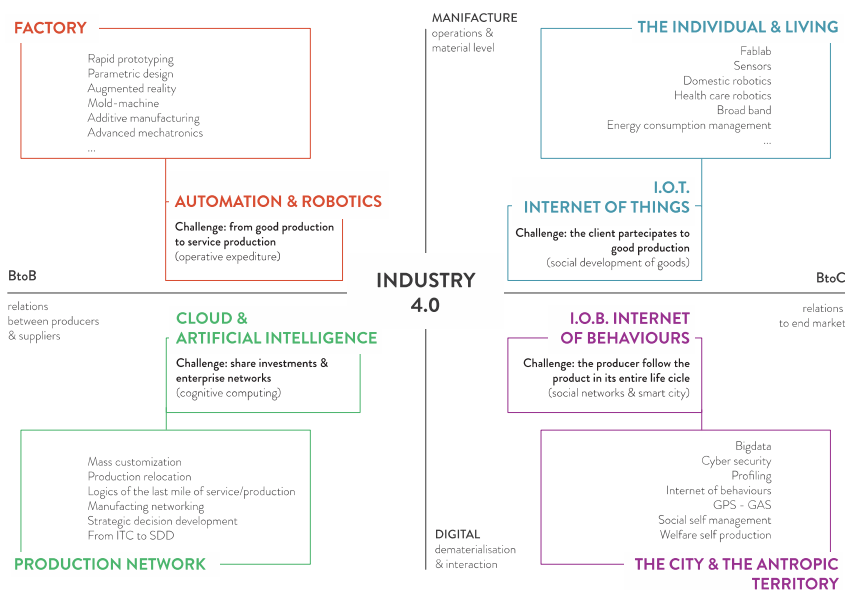 FACTORY
Rapid prototyping
Parametric design
Augmented reality
Mold-machine
Additive manufacturing
Advanced mechatronics
...
AUTOMATION & ROBOTICS
Challenge: from good production
to service production
(operative expediture)
MANIFACTURE
operations &
material level
THE INDIVIDUAL & LIVING
Fablab
Sensors
Domestic robotics
Health care robotics
Broad band
Energy consumption management
...
I.O.T.
INTERNET OF THINGS
Challenge: the client partecipates to
good production
(social development of goods)
BtoB
relations
between producers
& suppliers
INDUSTRY
4.0
BtoC
relations
to end market
CLOUD &
ARTIFICIAL INTELLIGENCE
Challenge: share investments &
enterprise networks
(cognitive computing)
Mass customization
Production relocation
Logics of the last mile of service/production
Manufacting networking
Strategic decision development
From ITC to SDD
PRODUCTION NETWORK
DIGITAL
dematerialisation
& interaction
I.O.B. INTERNET
OF BEHAVIOURS
Challenge: the producer follow the
product in its entire life cicle
(social networks & smart city)
Bigdata
Cyber security
Profiling
Internet of behaviours
GPS - GAS
Social self management
Welfare self production
THE CITY & THE ANTROPIC
TERRITORY